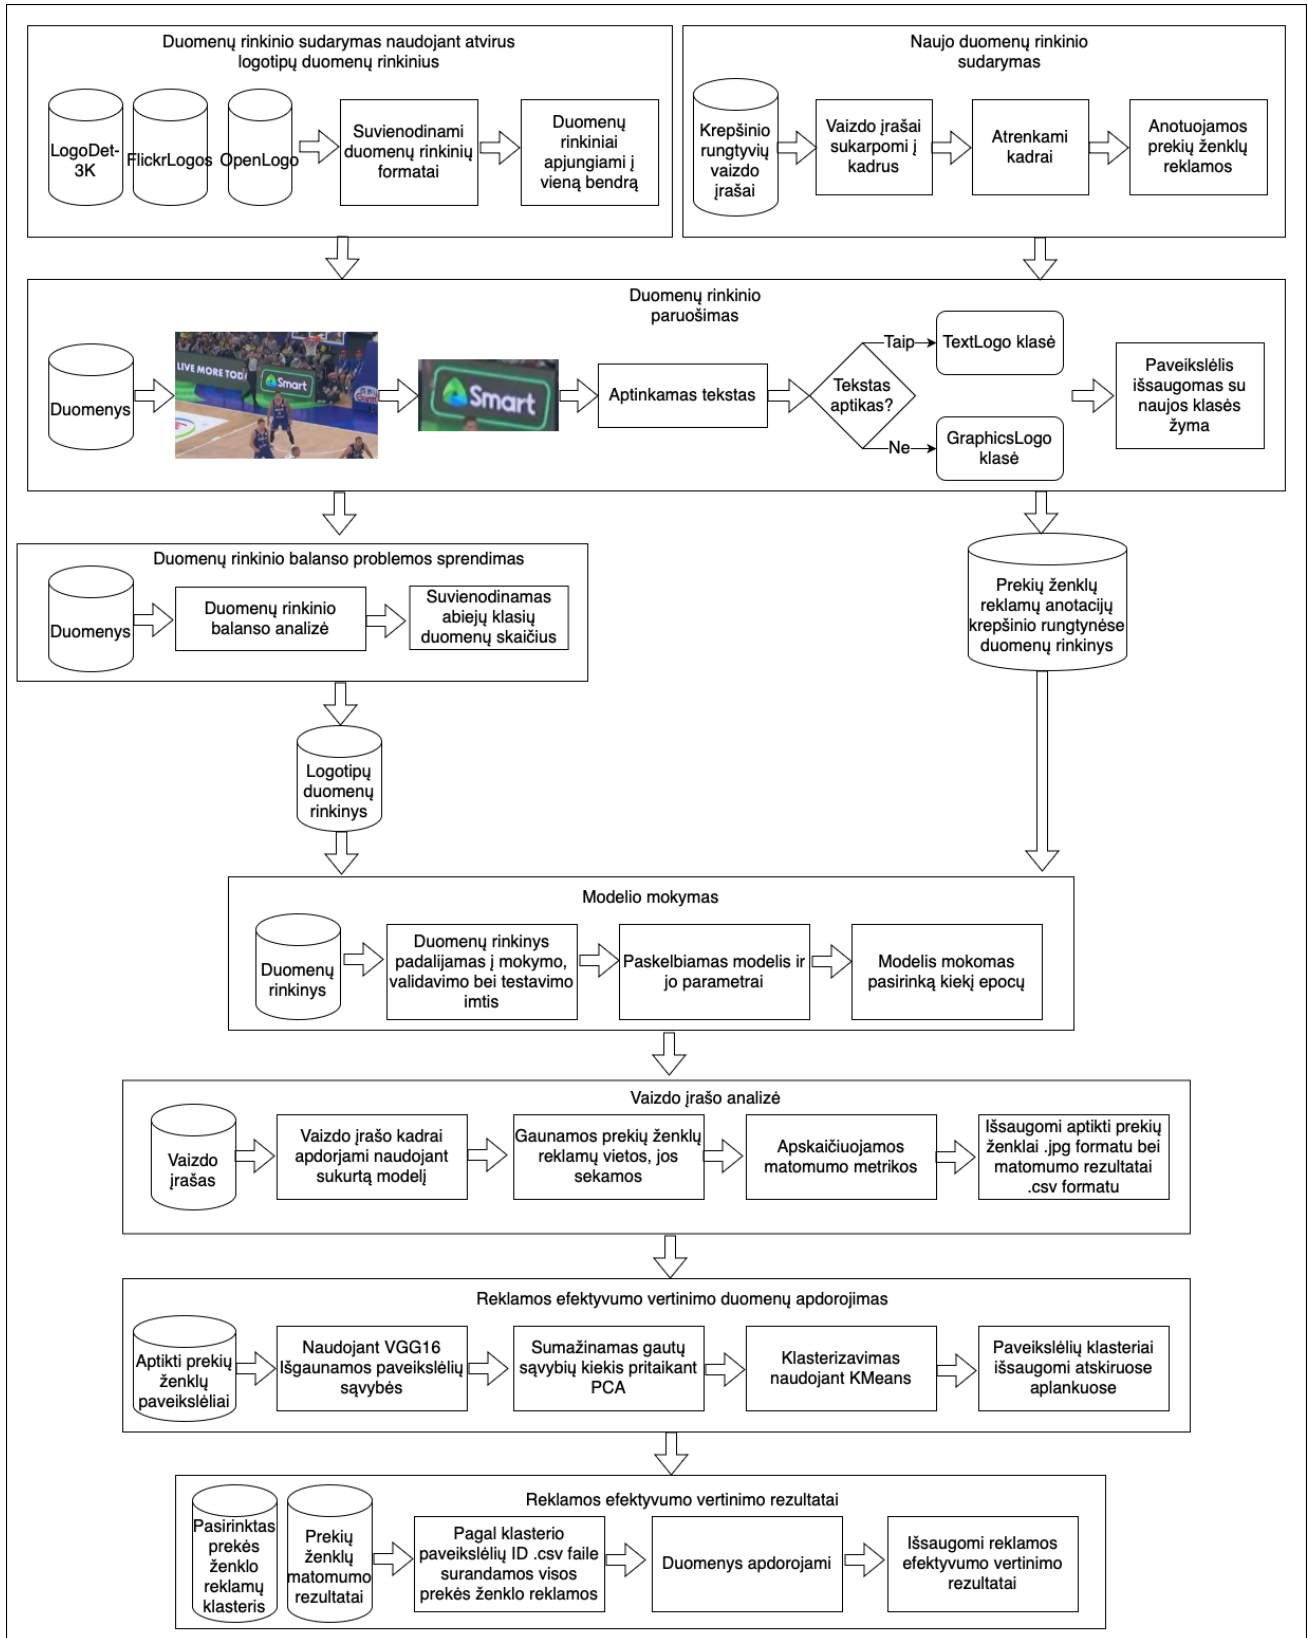 Duomenų rinkinio sudarymas naudojant atvirus
logotipų duomenų rinkinius
LogoDet-
3K
FlickrLogos
OpenLogo
Suvienodinami
duomenų rinkinių
formatai
Duomenų
rinkiniai
apjungiami į
vieną bendrą
Naujo duomenų rinkinio
sudarymas
Krepšinio
rungtyvių
vaizdo
įrašai
Vaizdo įrašai
sukarpomi į
kadrus
Atrenkami
kadrai
Anotuojamos
prekių ženklų
reklamos
Duomenų rinkinio
paruošimas
Duomenys
LIVE MORE TOD
Smart
Smart
Aptinkamas tekstas
Tekstas
aptikas?
Taip
TextLogo klasė
Ne
GraphicsLogo
klasė
Paveikslėlis
išsaugomas su
naujos klasės
žyma
Duomenų rinkinio balanso problemos sprendimas
Duomenys
Duomenų rinkinio
balanso analizė
Suvienodinamas
abiejų klasių
duomenų skaičius
Prekių ženklų
reklamų anotacijų
krepšinio rungtynėse
duomenų rinkinys
Logotipų
duomenų
rinkinys
Modelio mokymas
Duomenų
rinkinys
Duomenų rinkinys
padalijamas į mokymo,
validavimo bei testavimo
imtis
Paskelbiamas modelis ir
jo parametrai
Modelis mokomas
pasirinką kiekį epocų
Vaizdo įrašo analizė
Vaizdo
įrašas
Vaizdo įrašo kadrai
apdorjami naudojant
sukurtą modelį
Gaunamos prekių ženklų
reklamų vietos, jos
sekamos
Apskaičiuojamos
matomumo metrikos
Išsaugomi aptikti prekių
ženklai .jpg formatu bei
matomumo rezultatai
.csv formatu
Reklamos efektyvumo vertinimo duomenų apdorojimas
Aptikti prekių
ženklų
paveikslėliai
Naudojant VGG16
Išgaunamos paveikslėlių
sąvybės
Sumažinamas gautų
sąvybių kiekis pritaikant
PCA
Klasterizavimas
naudojant KMeans
Paveikslėlių klasteriai
išsaugomi atskiruose
aplankuose
Reklamos efektyvumo vertinimo rezultatai
Pasirinktas
prekės
ženklo
reklamų
klasteris
Prekių
ženklų
matomumo
rezultatai
Pagal klasterio
paveikslėlių ID .csv faile
surandamos visos
prekės ženklo reklamos
Duomenys apdorojami
Išsaugomi reklamos
efektyvumo vertinimo
rezultatai